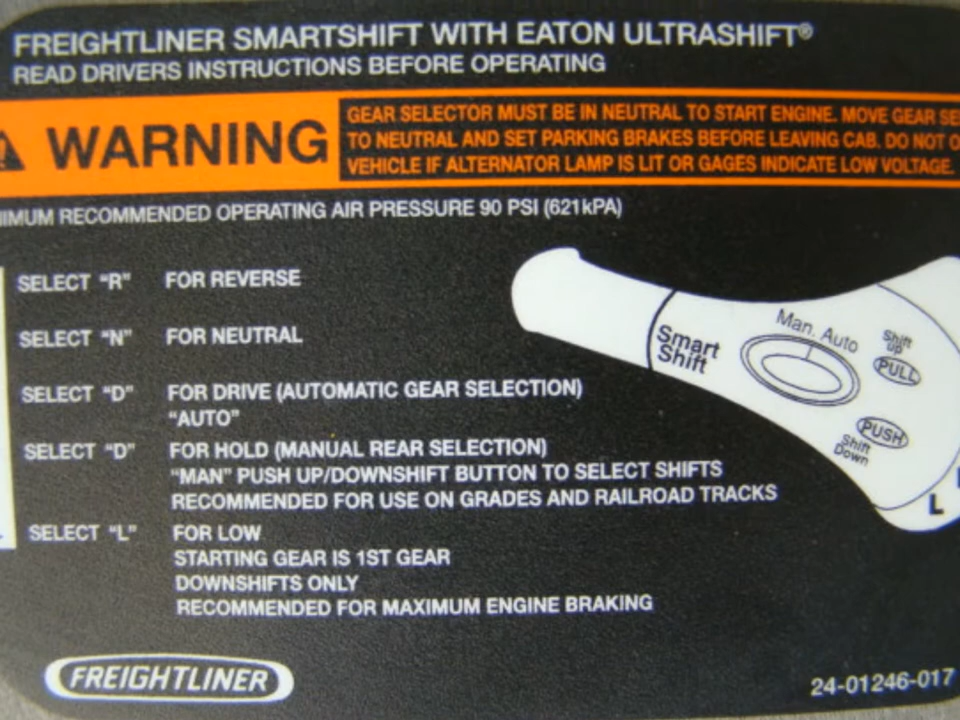 FREIGHTLINER SMARTSHIFT WITH EATON ULTRASHIFT®
READ DRIVERS INSTRUCTIONS BEFORE OPERATING
WARNING
GEAR SELECTOR MUST BE IN NEUTRAL TO START ENGINE. MOVE GEAR
TO NEUTRAL AND SET PARKING BRAKES BEFORE LEAVING CAB. DO NOT
VEHICLE IF ALTERNATOR LAMP IS LIT OR GAGES INDICATE LOW VOLTAGE.
RECOMMENDED OPERATING AIR PRESSURE 90 PSI (621kPA)
SELECT "R" FOR REVERSE
SELECT "N" FOR NEUTRAL
SELECT "D" FOR DRIVE (AUTOMATIC GEAR SELECTION)
"AUTO"
SELECT "D" FOR HOLD (MANUAL REAR SELECTION)
"MAN" PUSH UP/DOWNSHIFT BUTTON TO SELECT SHIFTS
RECOMMENDED FOR USE ON GRADES AND RAILROAD TRACKS
SELECT "L" FOR LOW
STARTING GEAR IS 1ST GEAR
DOWNSHIFTS ONLY
RECOMMENDED FOR MAXIMUM ENGINE BRAKING
Smart
Shift
Man. Auto
Shift
up
PULL
PUSH
Shift
Down
L
FREIGHTLINER
24-01246-017